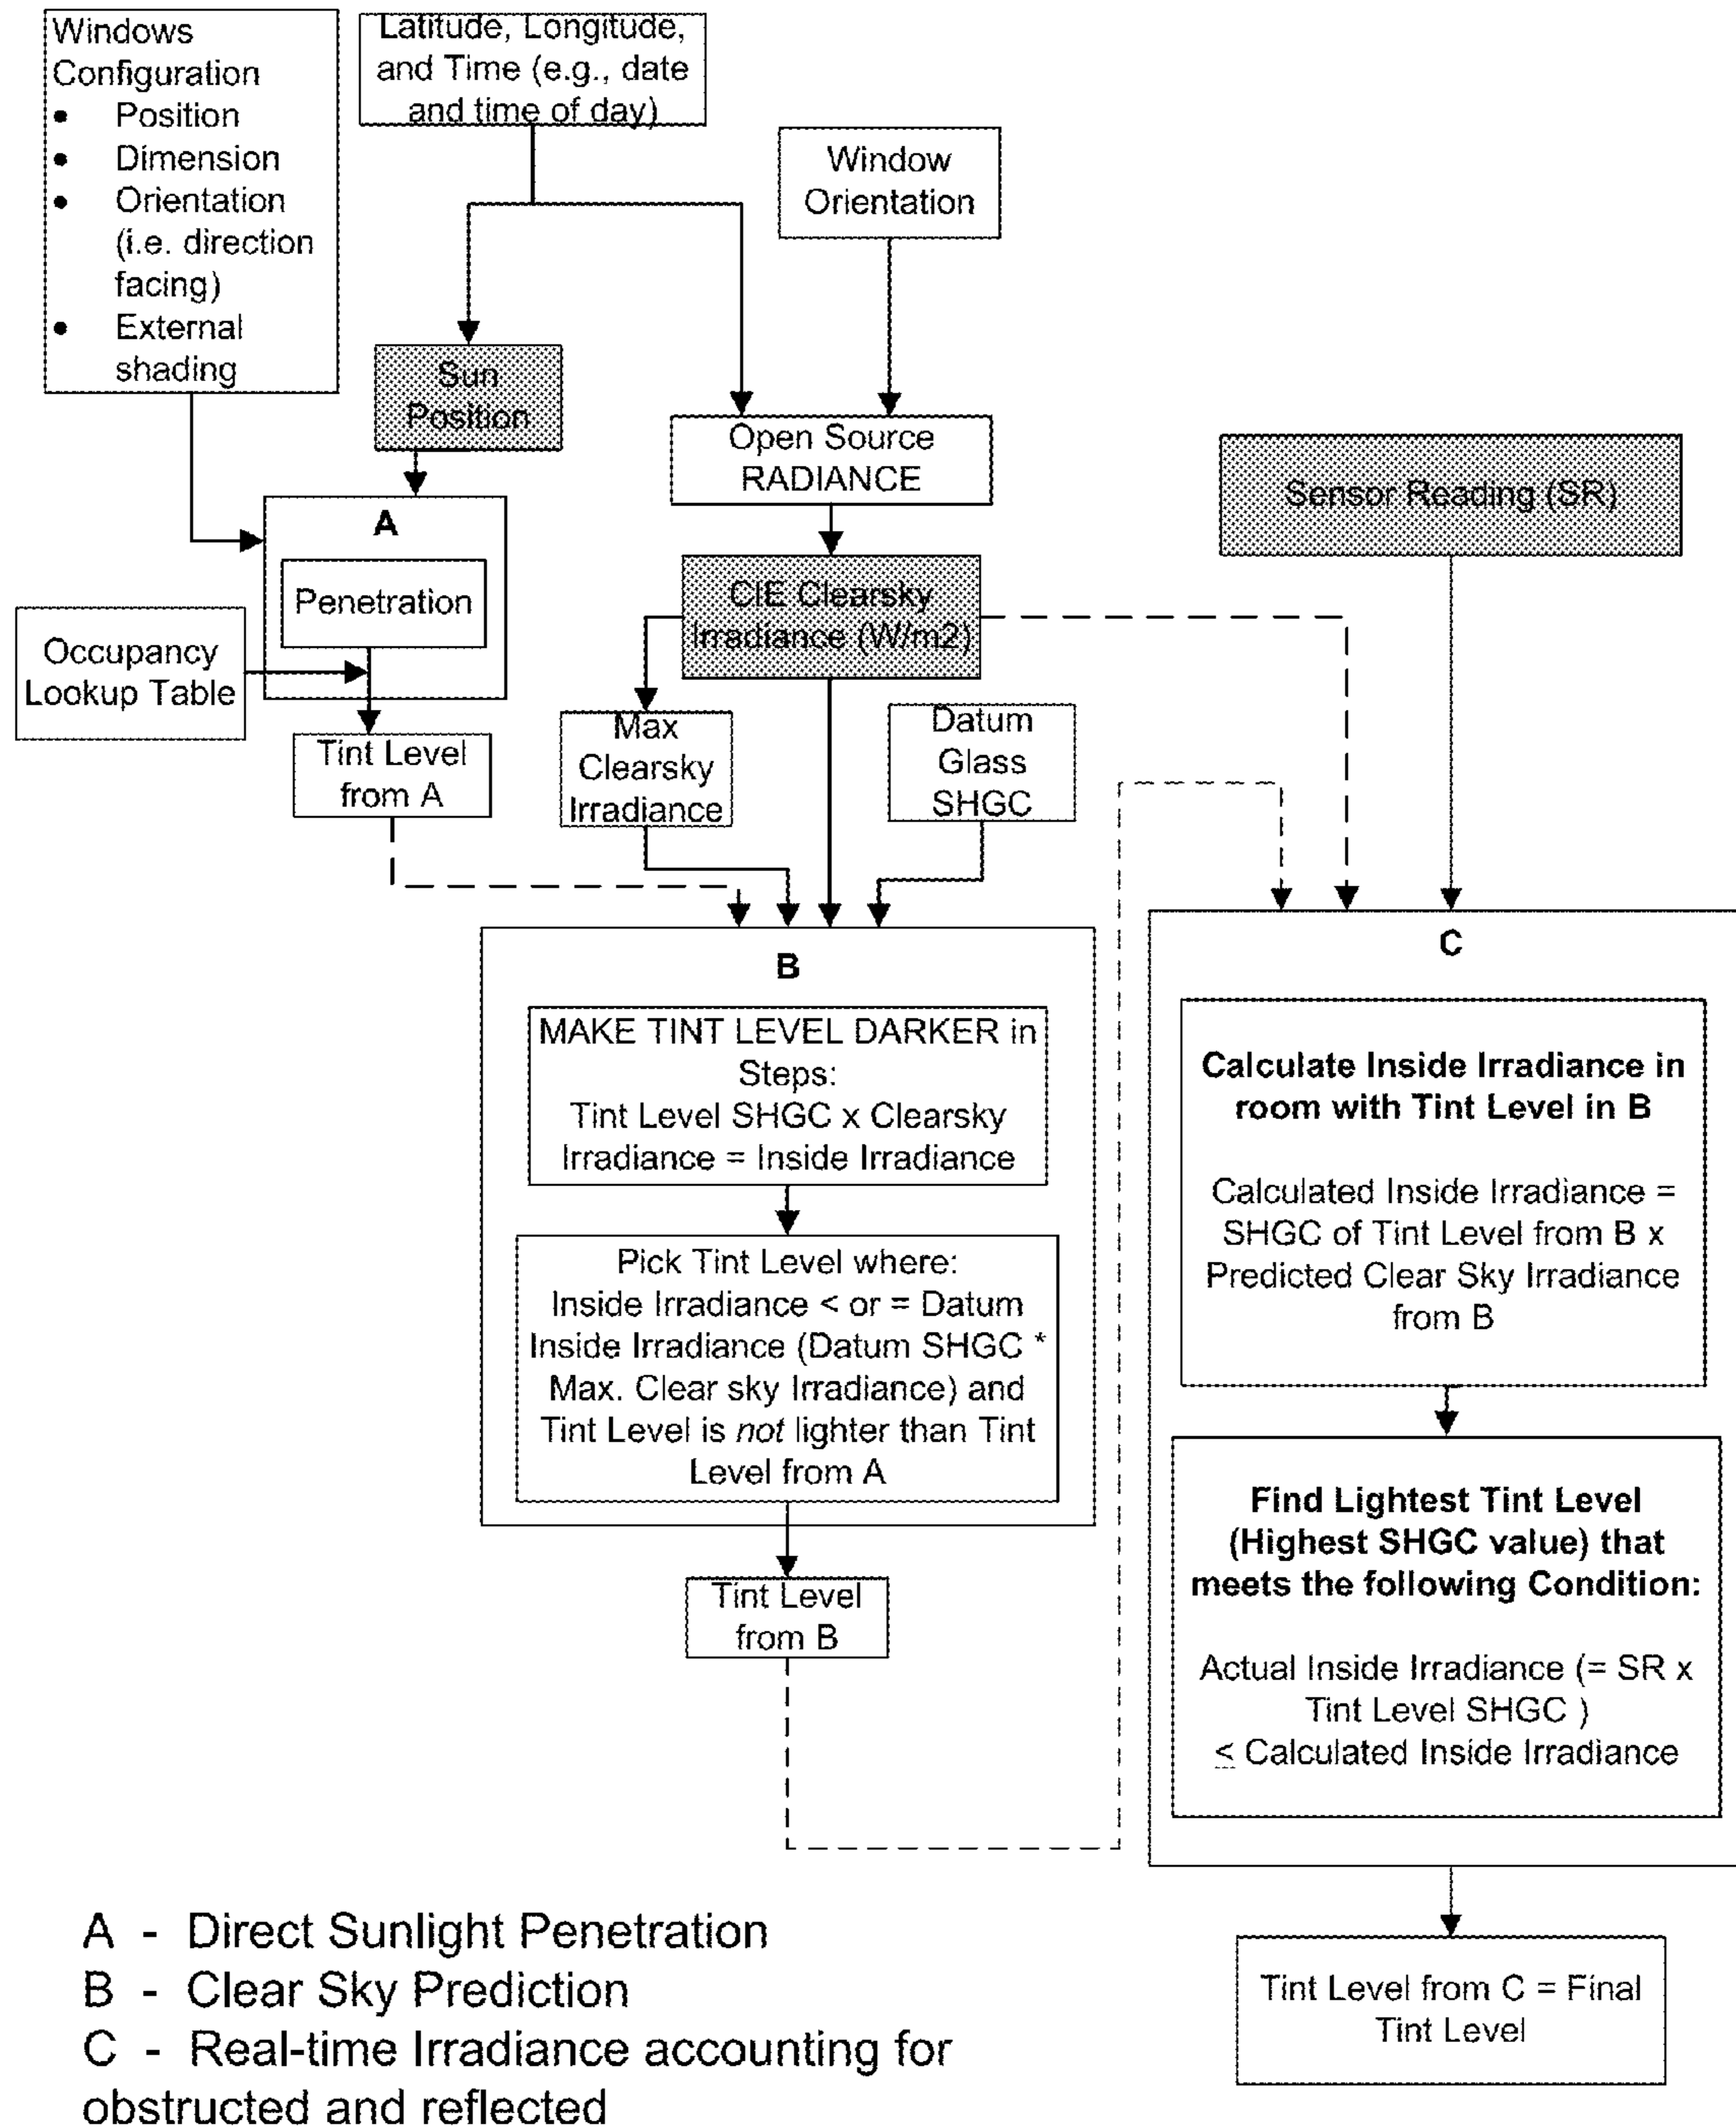 Windows
Configuration
• Position
• Dimension
• Orientation
(i.e. direction
facing)
• External
shading
Latitude, Longitude,
and Time (e.g., date
and time of day)
Window
Orientation
Sun
Position
Open Source
RADIANCE
Sensor Reading (SR)
A
Penetration
CIE Clearsky
Irradiance (W/m2)
Occupancy
Lookup Table
Tint Level
from A
Max
Clearsky
Irradiance
Datum
Glass
SHGC
B
MAKE TINT LEVEL DARKER in
Steps:
Tint Level SHGC x Clearsky
Irradiance = Inside Irradiance
Pick Tint Level where:
Inside Irradiance < or = Datum
Inside Irradiance (Datum SHGC *
Max. Clear sky Irradiance) and
Tint Level is not lighter than Tint
Level from A
Tint Level
from B
C
Calculate Inside Irradiance in
room with Tint Level in B
Calculated Inside Irradiance =
SHGC of Tint Level from B x
Predicted Clear Sky Irradiance
from B
Find Lightest Tint Level
(Highest SHGC value) that
meets the following Condition:
Actual Inside Irradiance (= SR x
Tint Level SHGC )
≤ Calculated Inside Irradiance
Tint Level from C = Final
Tint Level
A - Direct Sunlight Penetration
B - Clear Sky Prediction
C - Real-time Irradiance accounting for
obstructed and reflected